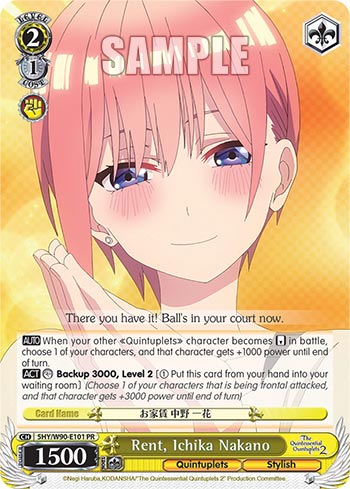 2
LEVEL
1
COST
SAMPLE
There you have it! Ball's in your court now.
AUTO When your other «Quintuplets» character becomes in battle,
choose 1 of your characters, and that character gets +1000 power until end
of turn.
ACT Backup 3000, Level 2 [① Put this card from your hand into your
waiting room] (Choose 1 of your characters that is being frontal attacked,
and that character gets +3000 power until end of turn)
Card Name お家賃 中野 一花
CH 5HY/W90-E101 PR
1500
Rent, Ichika Nakano
The Quintessential Quintuplets 2
Quintuplets Stylish
©Negi Haruba,KODANSHA/"The Quintessential Quintuplets 2" Production Committee.